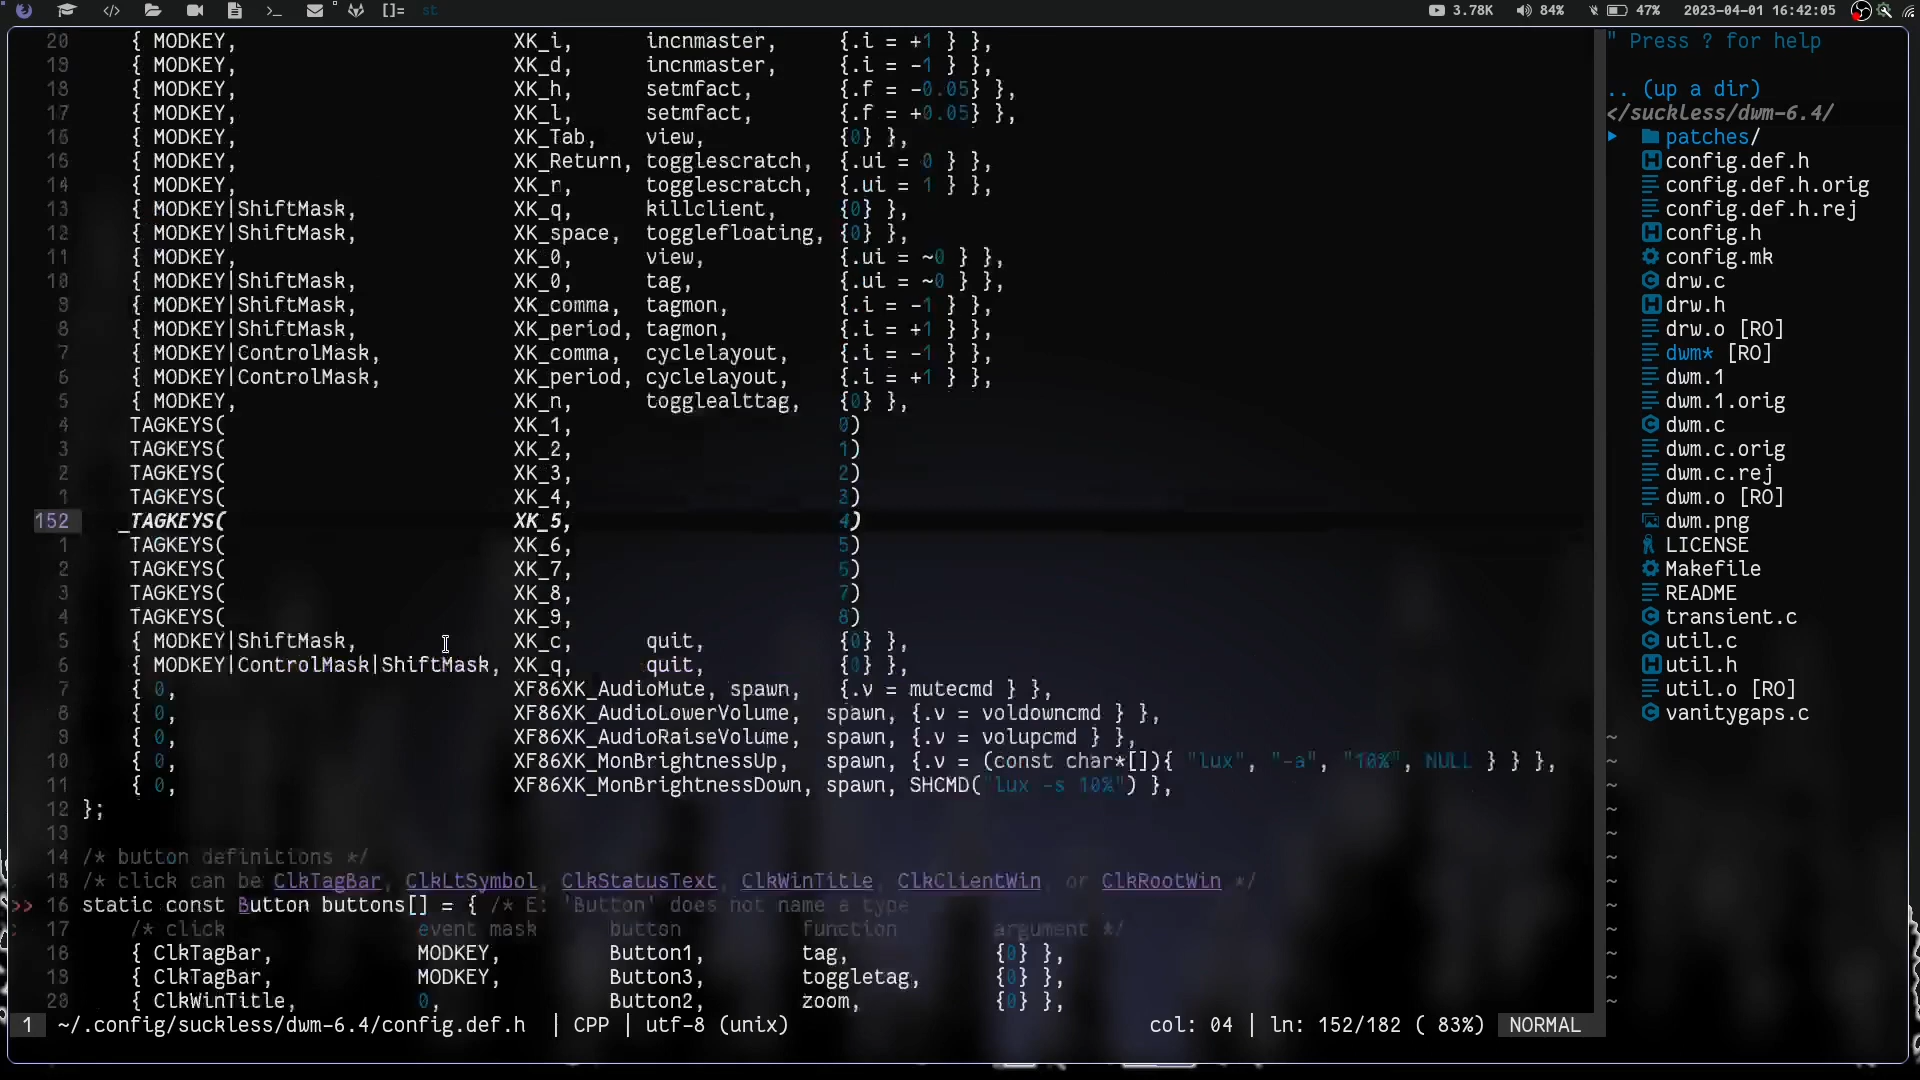 []= st 3.78K 84% 47% 2023-04-01 16:42:05
20 { MODKEY, XK_i, incnmaster, {.i = +1 } },
19 { MODKEY, XK_d, incnmaster, {.i = -1 } },
18 { MODKEY, XK_h, setmfact, {.f = -0.05} },
17 { MODKEY, XK_l, setmfact, {.f = +0.05} },
16 { MODKEY, XK_Tab, view, {0} },
15 { MODKEY, XK_Return, togglescratch, {.ui = 0 } },
14 { MODKEY, XK_n, togglescratch, {.ui = 1 } },
13 { MODKEY|ShiftMask, XK_q, killclient, {0} },
12 { MODKEY|ShiftMask, XK_space, togglefloating, {0} },
11 { MODKEY, XK_0, view, {.ui = ~0 } },
10 { MODKEY|ShiftMask, XK_0, tag, {.ui = ~0 } },
9 { MODKEY|ShiftMask, XK_comma, tagmon, {.i = -1 } },
8 { MODKEY|ShiftMask, XK_period, tagmon, {.i = +1 } },
7 { MODKEY|ControlMask, XK_comma, cyclelayout, {.i = -1 } },
6 { MODKEY|ControlMask, XK_period, cyclelayout, {.i = +1 } },
5 { MODKEY, XK_n, togglealttag, {0} },
4 TAGKEYS( XK_1, 0)
3 TAGKEYS( XK_2, 1)
2 TAGKEYS( XK_3, 2)
1 TAGKEYS( XK_4, 3)
152 _TAGKEYS( XK_5, 4)
1 TAGKEYS( XK_6, 5)
2 TAGKEYS( XK_7, 6)
3 TAGKEYS( XK_8, 7)
4 TAGKEYS( XK_9, 8)
5 { MODKEY|ShiftMask, XK_c, quit, {0} },
6 { MODKEY|ControlMask|ShiftMask, XK_q, quit, {0} },
7 { 0, XF86XK_AudioMute, spawn, {.v = mutecmd } },
8 { 0, XF86XK_AudioLowerVolume, spawn, {.v = voldowncmd } },
9 { 0, XF86XK_AudioRaiseVolume, spawn, {.v = volupcmd } },
10 { 0, XF86XK_MonBrightnessUp, spawn, {.v = (const char*[]){ "lux", "-a", "10%", NULL } } },
11 { 0, XF86XK_MonBrightnessDown, spawn, SHCMD("lux -s 10%") },
12 };
13
14 /* button definitions */
15 /* click can be ClkTagBar, ClkLtSymbol, ClkStatusText, ClkWinTitle, ClkClientWin, or ClkRootWin */
>> 16 static const Button buttons[] = { /* E: 'Button' does not name a type
17 /* click event mask button function argument */
18 { ClkTagBar, MODKEY, Button1, tag, {0} },
19 { ClkTagBar, MODKEY, Button3, toggletag, {0} },
20 { ClkWinTitle, 0, Button2, zoom, {0} },
1 ~/.config/suckless/dwm-6.4/config.def.h | CPP | utf-8 (unix) col: 04 | ln: 152/182 ( 83%) NORMAL
" Press ? for help
.. (up a dir)
</suckless/dwm-6.4/
patches/
config.def.h
config.def.h.orig
config.def.h.rej
config.h
config.mk
drw.c
drw.h
drw.o [RO]
dwm* [RO]
dwm.1
dwm.1.orig
dwm.c
dwm.c.orig
dwm.c.rej
dwm.o [RO]
dwm.png
LICENSE
Makefile
README
transient.c
util.c
util.h
util.o [RO]
vanitygaps.c
~
~
~
~
~
~
~
~
~
~
~
~